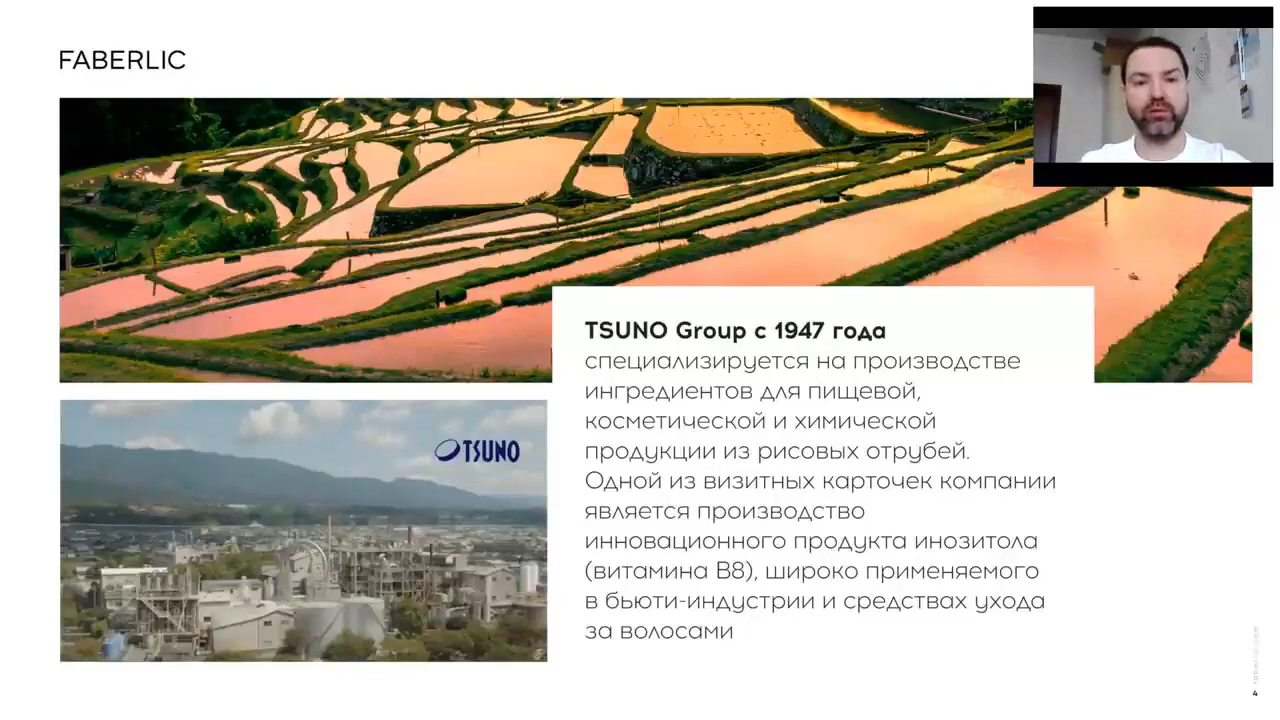 FABERLIC
TSUNO Group с 1947 года
специализируется на производстве
ингредиентов для пищевой,
косметической и химической
продукции из рисовых отрубей.
Одной из визитных карточек компании
является производство
инновационного продукта инозитола
(витамина В8), широко применяемого
в бьюти-индустрии и средствах ухода
за волосами
TSUNO
4